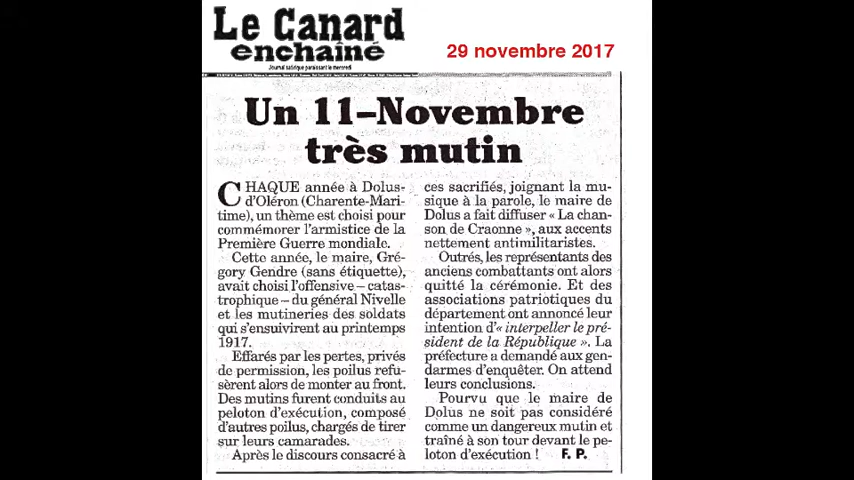 Le Canard
enchaîné
Journal satirique paraissant le mercredi
29 novembre 2017
Un 11–Novembre
très mutin
CHAQUE année à Dolus-
d'Oléron (Charente-Mari-
time), un thème est choisi pour
commémorer l'armistice de la
Première Guerre mondiale.
Cette année, le maire, Gré-
gory Gendre (sans étiquette),
avait choisi l'offensive – catas-
trophique – du général Nivelle
et les mutineries des soldats
qui s'ensuivirent au printemps
1917.
Effarés par les pertes, privés
de permission, les poilus refu-
sèrent alors de monter au front.
Des mutins furent conduits au
peloton d'exécution, composé
d'autres poilus, chargés de tirer
sur leurs camarades.
Après le discours consacré à
ces sacrifiés, joignant la mu-
sique à la parole, le maire de
Dolus a fait diffuser « La chan-
son de Craonne », aux accents
nettement antimilitaristes.
Outrés, les représentants des
anciens combattants ont alors
quitté la cérémonie. Et des
associations patriotiques du
département ont annoncé leur
intention d'« interpeller le pré-
sident de la République ». La
préfecture a demandé aux gen-
darmes d'enquêter. On attend
leurs conclusions.
Pourvu que le maire de
Dolus ne soit pas considéré
comme un dangereux mutin et
traîné à son tour devant le pe-
loton d'exécution ! F. P.